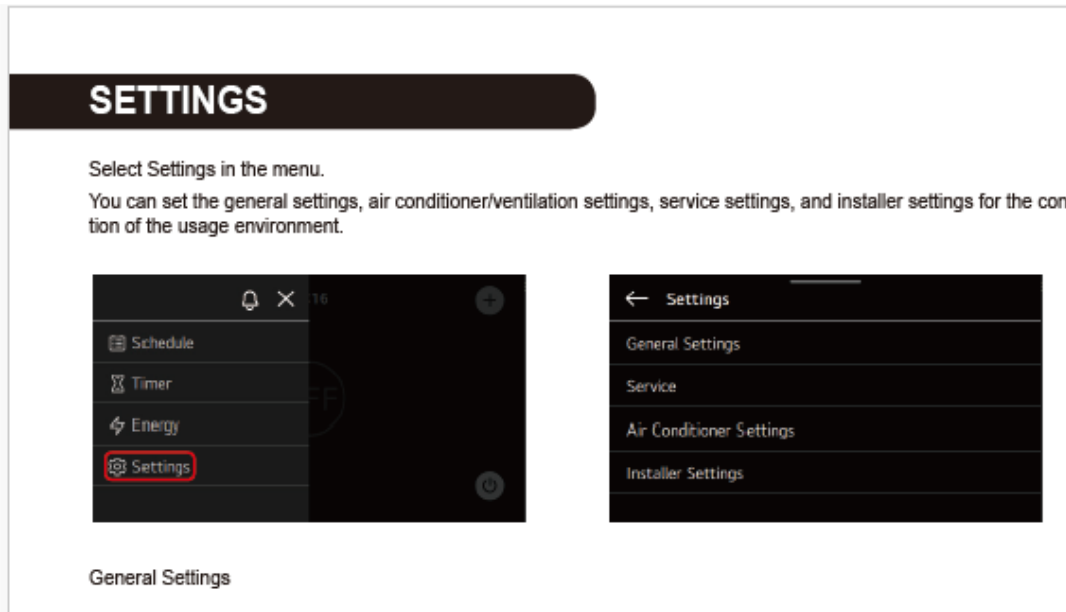 SETTINGS
Select Settings in the menu.
You can set the general settings, air conditioner/ventilation settings, service settings, and installer settings for the con
tion of the usage environment.
:16
Schedule
Timer
Energy
Settings
Settings
General Settings
Service
Air Conditioner Settings
Installer Settings
General Settings